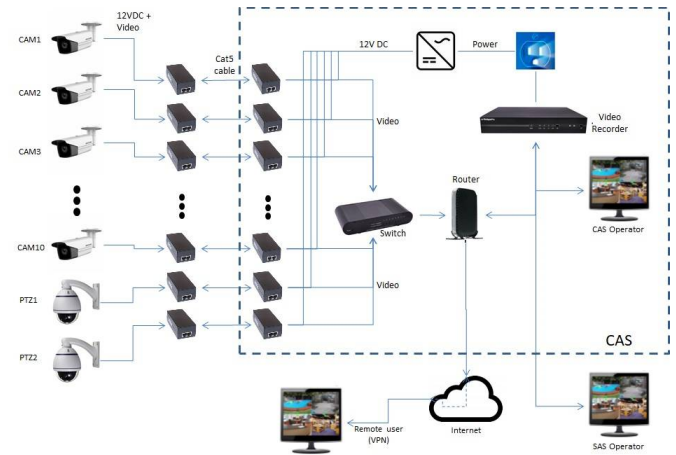 12VDC +
Video
CAM1
Cat5
cable
12V DC
Power
CAM2
Video
Video
Recorder
CAM3
Router
Switch
CAS Operator
CAM10
PTZ1
Video
PTZ2
CAS
Remote user
(VPN)
Internet
SAS Operator